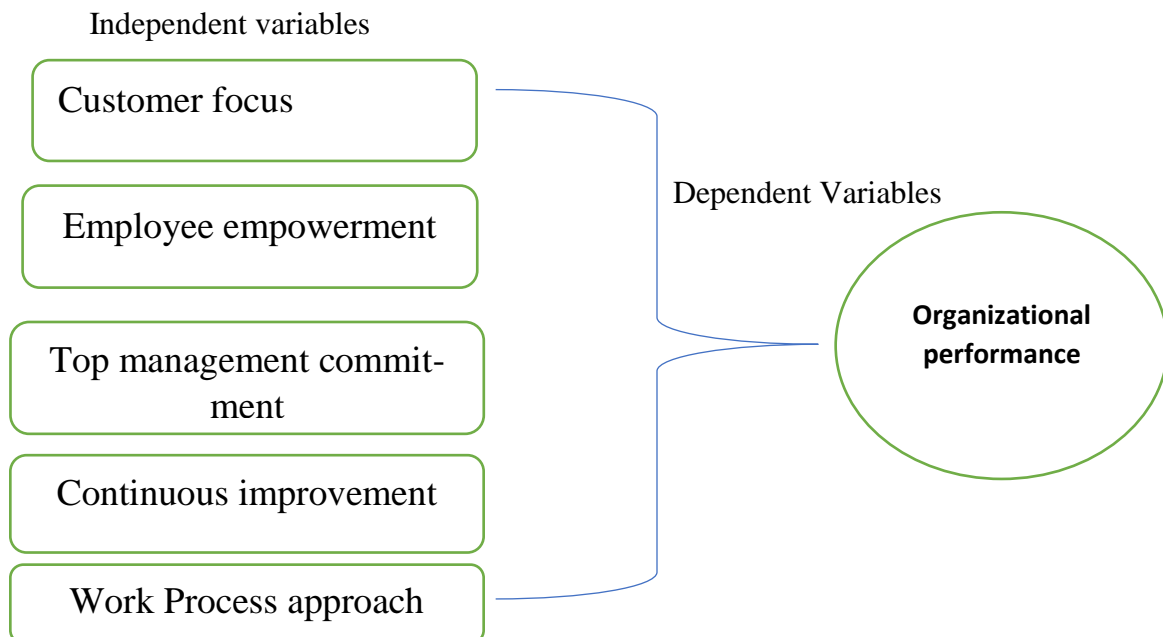 Independent variables
Customer focus
Employee empowerment
Top management commit-
ment
Continuous improvement
Work Process approach
Dependent Variables
Organizational
performance